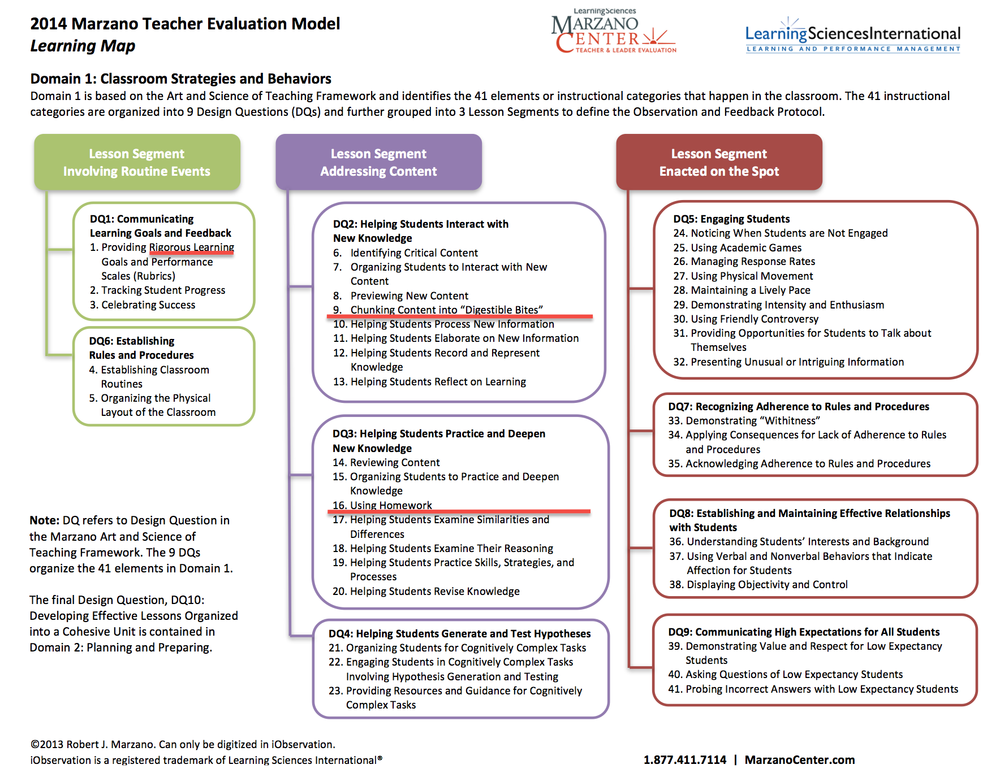 2014 Marzano Teacher Evaluation Model
Learning Map
LearningSciences
MARZANO
CENTER
TEACHER & LEADER EVALUATION
LearningSciencesInternational
LEARNING AND PERFORMANCE MANAGEMENT
Domain 1: Classroom Strategies and Behaviors
Domain 1 is based on the Art and Science of Teaching Framework and identifies the 41 elements or instructional categories that happen in the classroom. The 41 instructional
categories are organized into 9 Design Questions (DQs) and further grouped into 3 Lesson Segments to define the Observation and Feedback Protocol.
Lesson Segment
Involving Routine Events
DQ1: Communicating
Learning Goals and Feedback
1. Providing Rigorous Learning
Goals and Performance
Scales (Rubrics)
2. Tracking Student Progress
3. Celebrating Success
DQ6: Establishing
Rules and Procedures
4. Establishing Classroom
Routines
5. Organizing the Physical
Layout of the Classroom
Note: DQ refers to Design Question in
the Marzano Art and Science of
Teaching Framework. The 9 DQs
organize the 41 elements in Domain 1.
The final Design Question, DQ10:
Developing Effective Lessons Organized
into a Cohesive Unit is contained in
Domain 2: Planning and Preparing.
Lesson Segment
Addressing Content
DQ2: Helping Students Interact with
New Knowledge
6. Identifying Critical Content
7. Organizing Students to Interact with New
Content
8. Previewing New Content
9. Chunking Content into “Digestible Bites”
10. Helping Students Process New Information
11. Helping Students Elaborate on New Information
12. Helping Students Record and Represent
Knowledge
13. Helping Students Reflect on Learning
DQ3: Helping Students Practice and Deepen
New Knowledge
14. Reviewing Content
15. Organizing Students to Practice and Deepen
Knowledge
16. Using Homework
17. Helping Students Examine Similarities and
Differences
18. Helping Students Examine Their Reasoning
19. Helping Students Practice Skills, Strategies, and
Processes
20. Helping Students Revise Knowledge
DQ4: Helping Students Generate and Test Hypotheses
21. Organizing Students for Cognitively Complex Tasks
22. Engaging Students in Cognitively Complex Tasks
Involving Hypothesis Generation and Testing
23. Providing Resources and Guidance for Cognitively
Complex Tasks
Lesson Segment
Enacted on the Spot
DQ5: Engaging Students
24. Noticing When Students are Not Engaged
25. Using Academic Games
26. Managing Response Rates
27. Using Physical Movement
28. Maintaining a Lively Pace
29. Demonstrating Intensity and Enthusiasm
30. Using Friendly Controversy
31. Providing Opportunities for Students to Talk about
Themselves
32. Presenting Unusual or Intriguing Information
DQ7: Recognizing Adherence to Rules and Procedures
33. Demonstrating “Withitness”
34. Applying Consequences for Lack of Adherence to Rules
and Procedures
35. Acknowledging Adherence to Rules and Procedures
DQ8: Establishing and Maintaining Effective Relationships
with Students
36. Understanding Students’ Interests and Background
37. Using Verbal and Nonverbal Behaviors that Indicate
Affection for Students
38. Displaying Objectivity and Control
DQ9: Communicating High Expectations for All Students
39. Demonstrating Value and Respect for Low Expectancy
Students
40. Asking Questions of Low Expectancy Students
41. Probing Incorrect Answers with Low Expectancy Students
©2013 Robert J. Marzano. Can only be digitized in iObservation.
iObservation is a registered trademark of Learning Sciences International®
1.877.411.7114 | MarzanoCenter.com